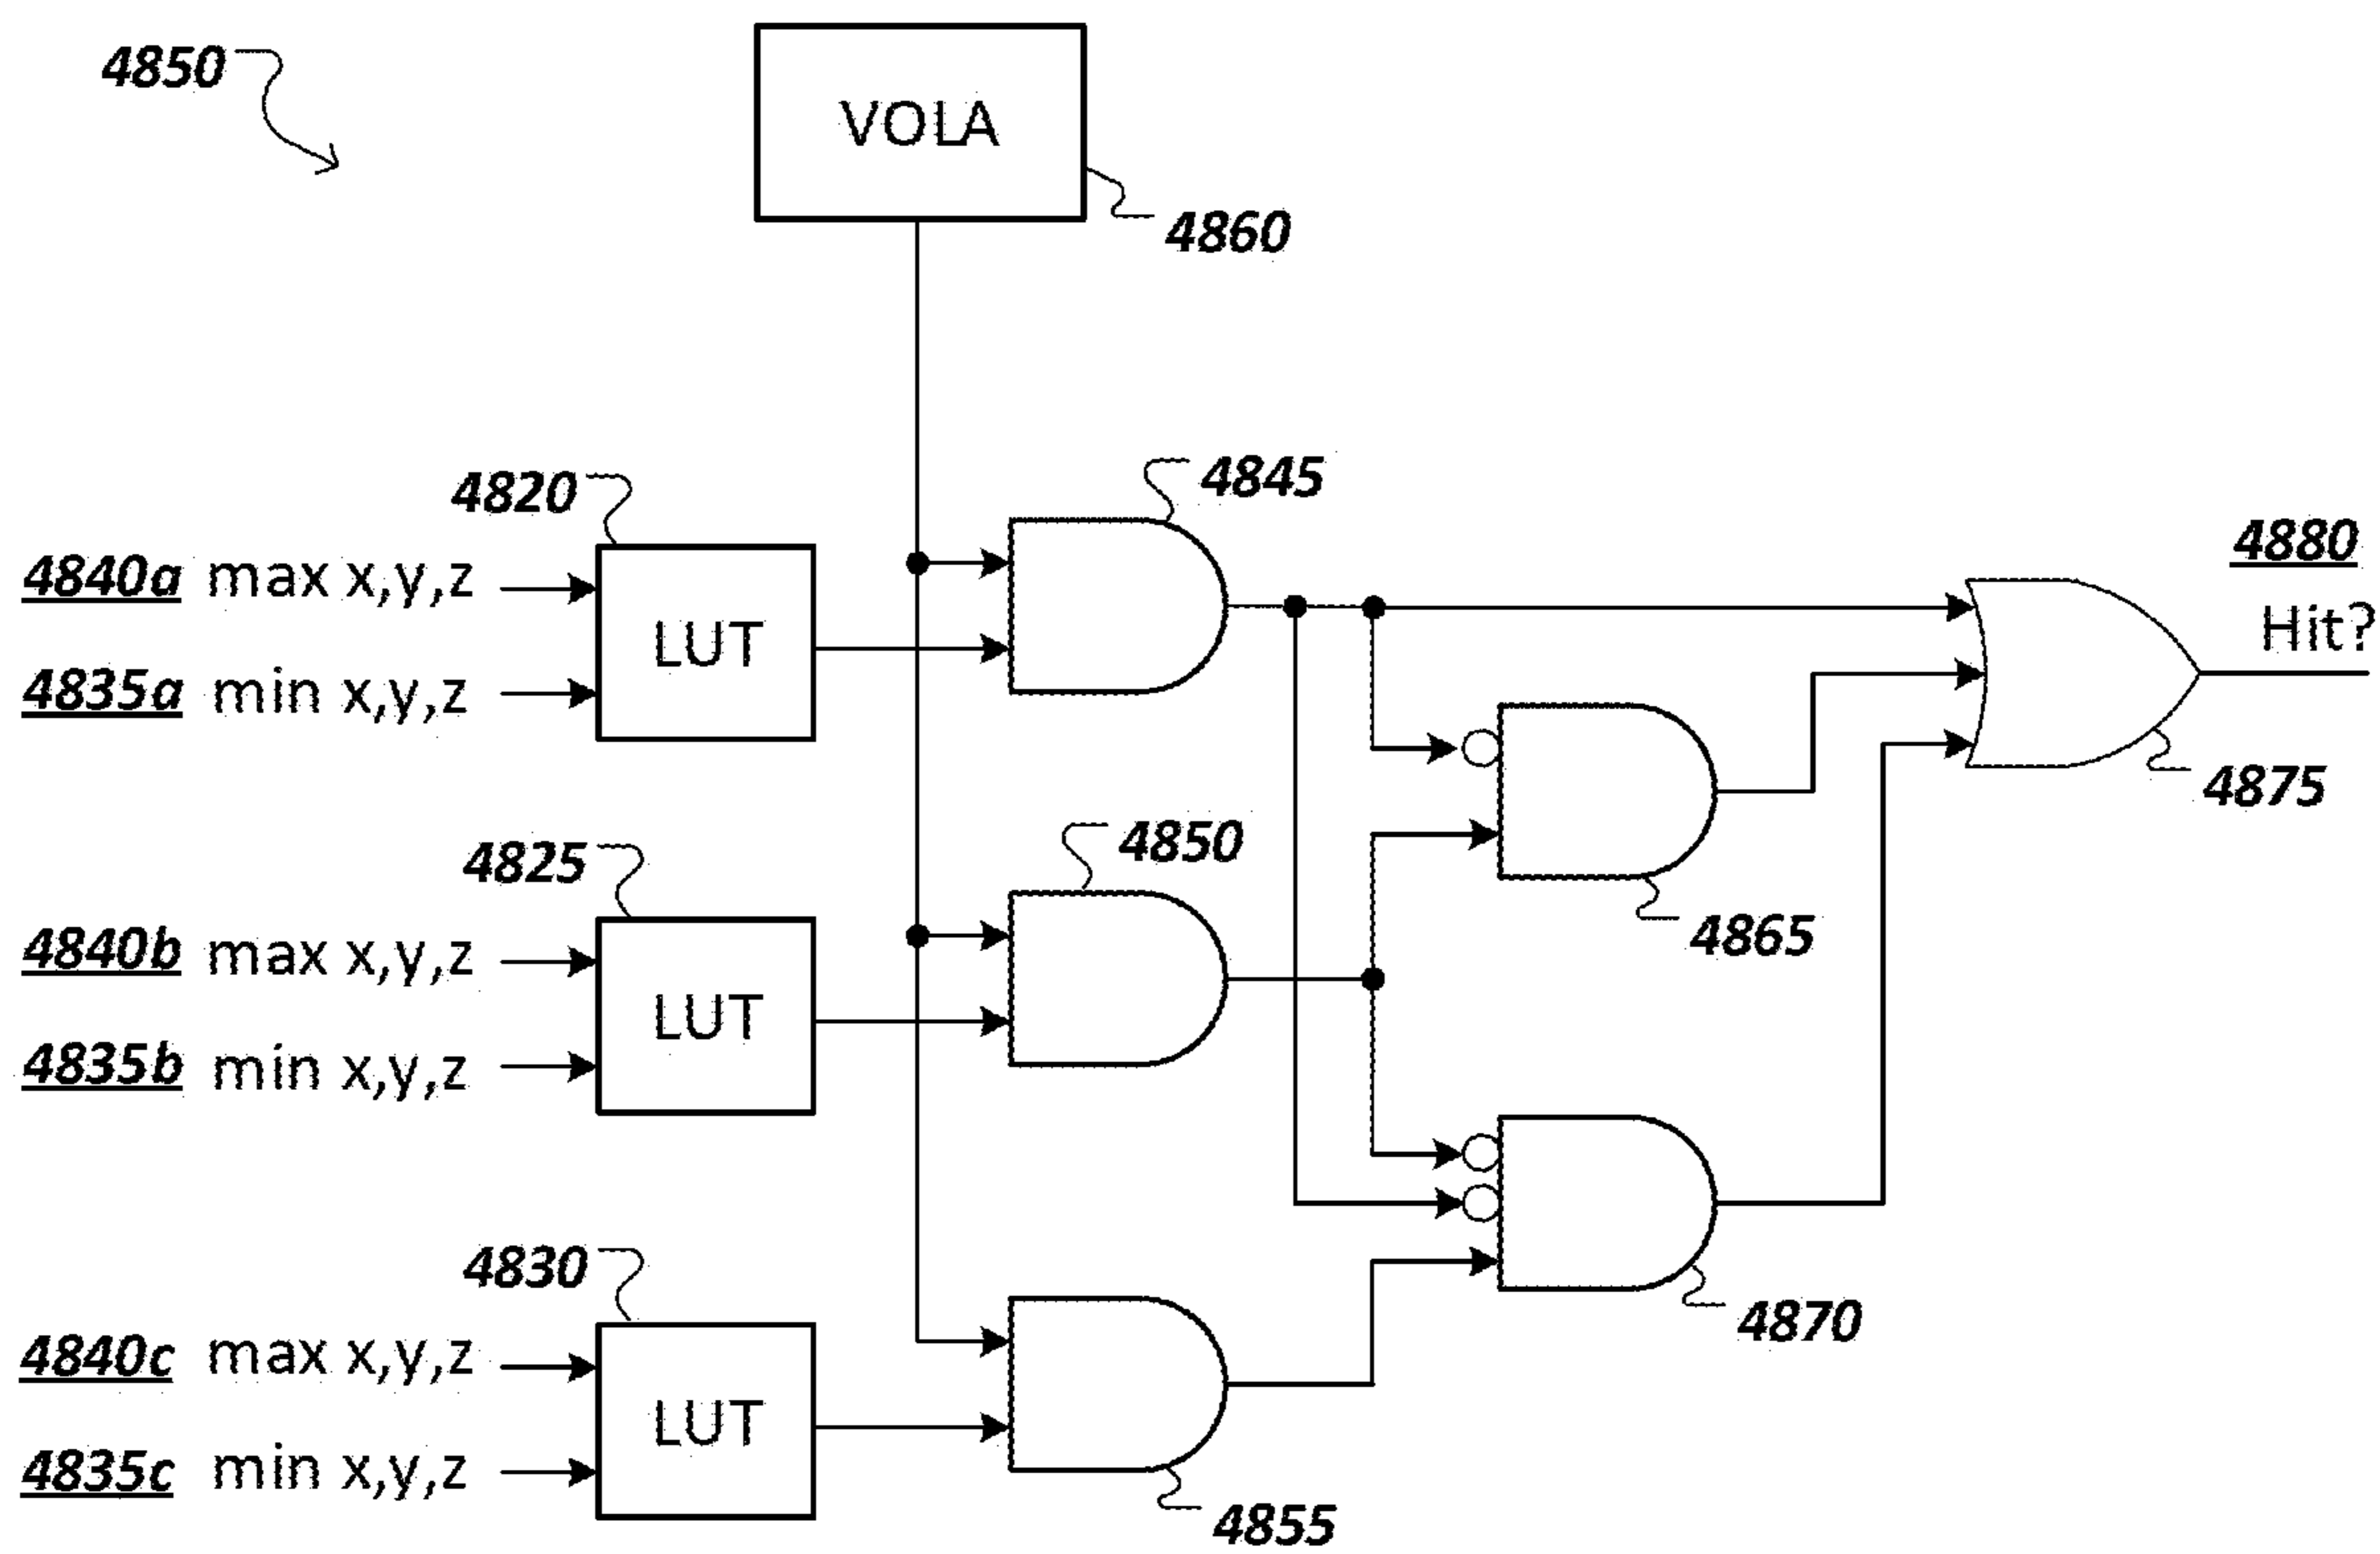 4850
VOLA
4860
4820
4845
4840a max x,y,z
LUT
4835a min x,y,z
4880
Hit?
4875
4825
4850
4865
4840b max x,y,z
LUT
4835b min x,y,z
4830
4870
4840c max x,y,z
LUT
4835c min x,y,z
4855